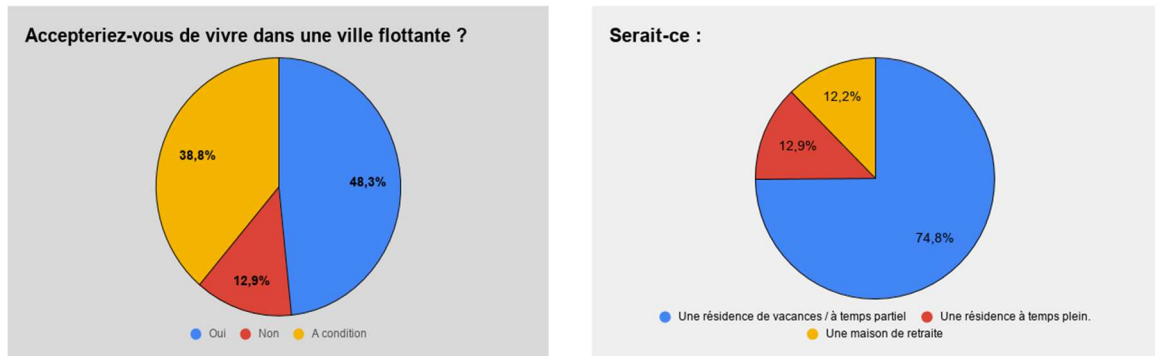 Accepteriez-vous de vivre dans une ville flottante ?
38,8%
48,3%
12,9%
Oui Non A condition
Serait-ce :
12,2%
12,9%
74,8%
Une résidence de vacances / à temps partiel Une résidence à temps plein.
Une maison de retraite